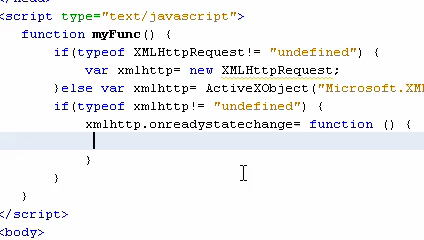 </head>
<script type="text/javascript">
function myFunc() {
if(typeof XMLHttpRequest!= "undefined") {
var xmlhttp= new XMLHttpRequest;
}else var xmlhttp= ActiveXObject("Microsoft.XM
if(typeof xmlhttp!= "undefined") {
xmlhttp.onreadystatechange= function () {
}
}
}
</script>
<body>